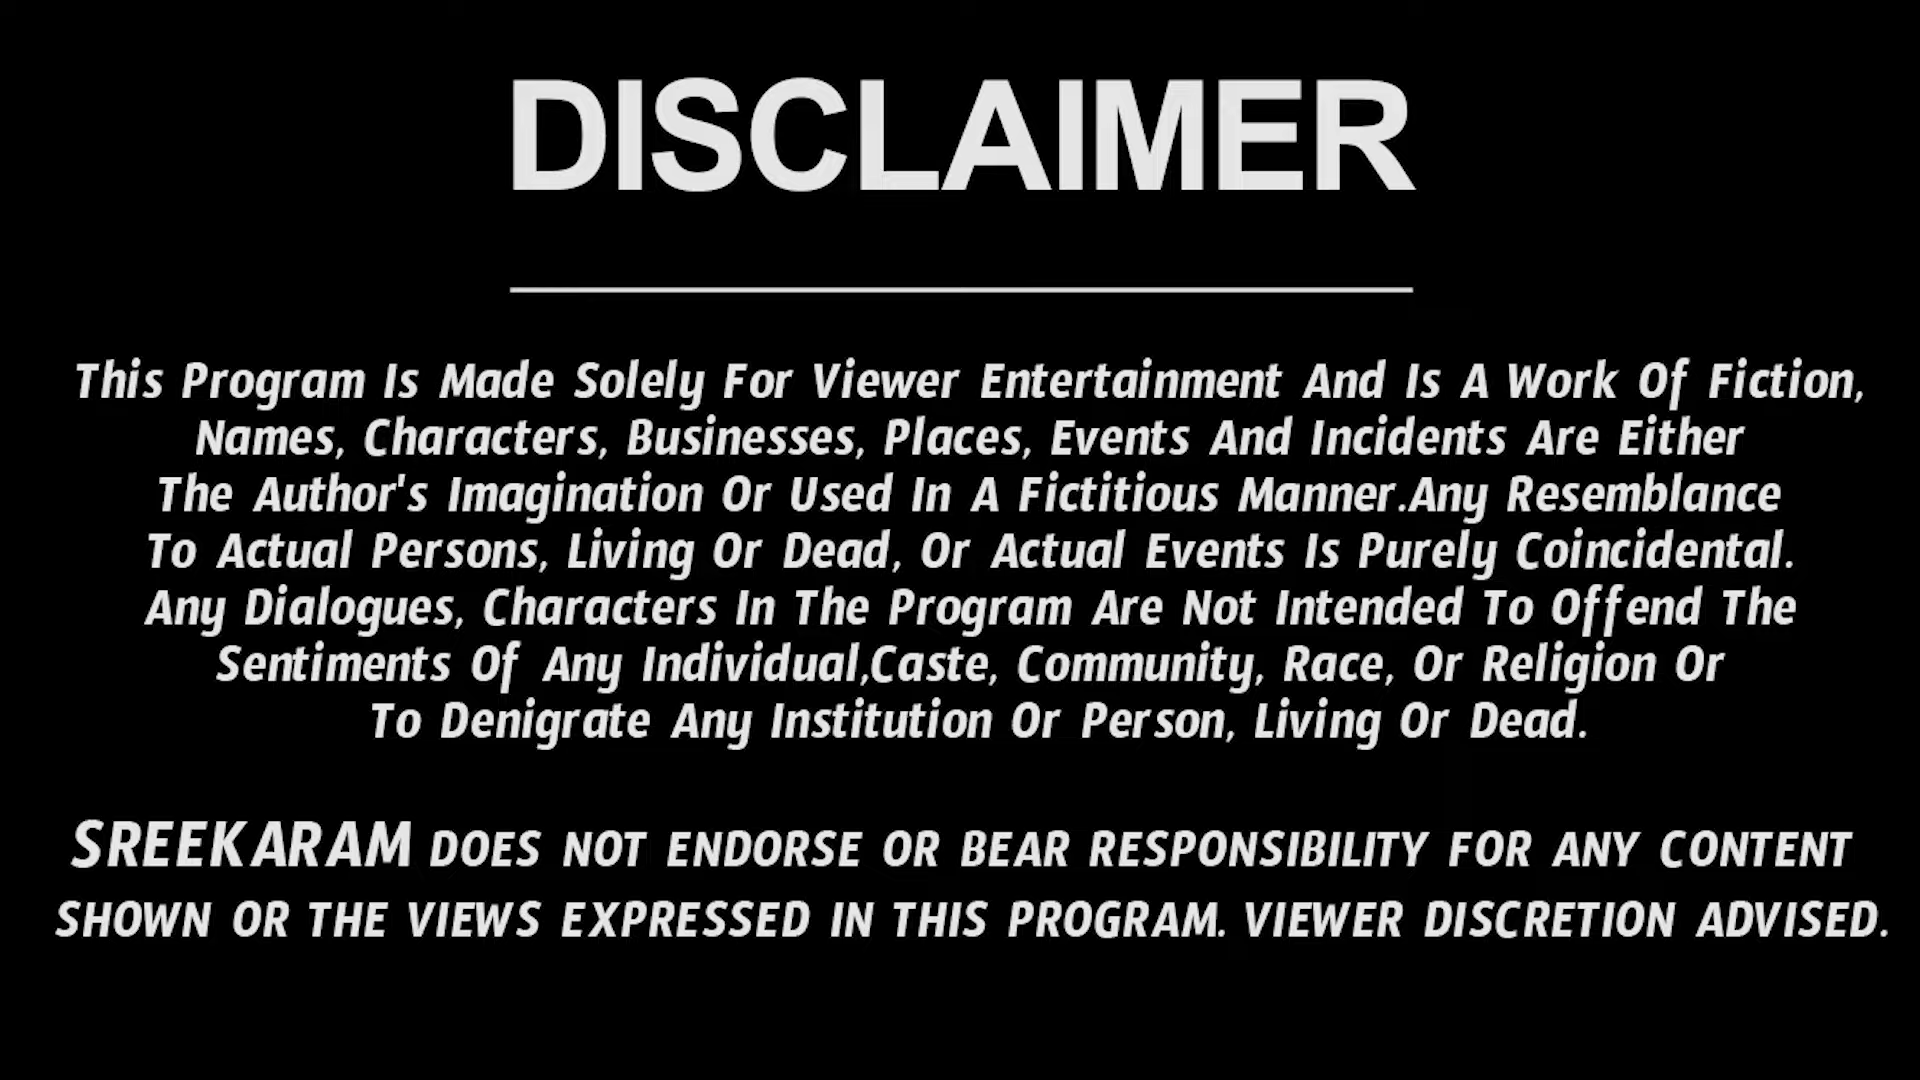 DISCLAIMER
This Program Is Made Solely For Viewer Entertainment And Is A Work Of Fiction,
Names, Characters, Businesses, Places, Events And Incidents Are Either
The Author's Imagination Or Used In A Fictitious Manner.Any Resemblance
To Actual Persons, Living Or Dead, Or Actual Events Is Purely Coincidental.
Any Dialogues, Characters In The Program Are Not Intended To Offend The
Sentiments Of Any Individual,Caste, Community, Race, Or Religion Or
To Denigrate Any Institution Or Person, Living Or Dead.
SREEKARAM DOES NOT ENDORSE OR BEAR RESPONSIBILITY FOR ANY CONTENT
SHOWN OR THE VIEWS EXPRESSED IN THIS PROGRAM. VIEWER DISCRETION ADVISED.